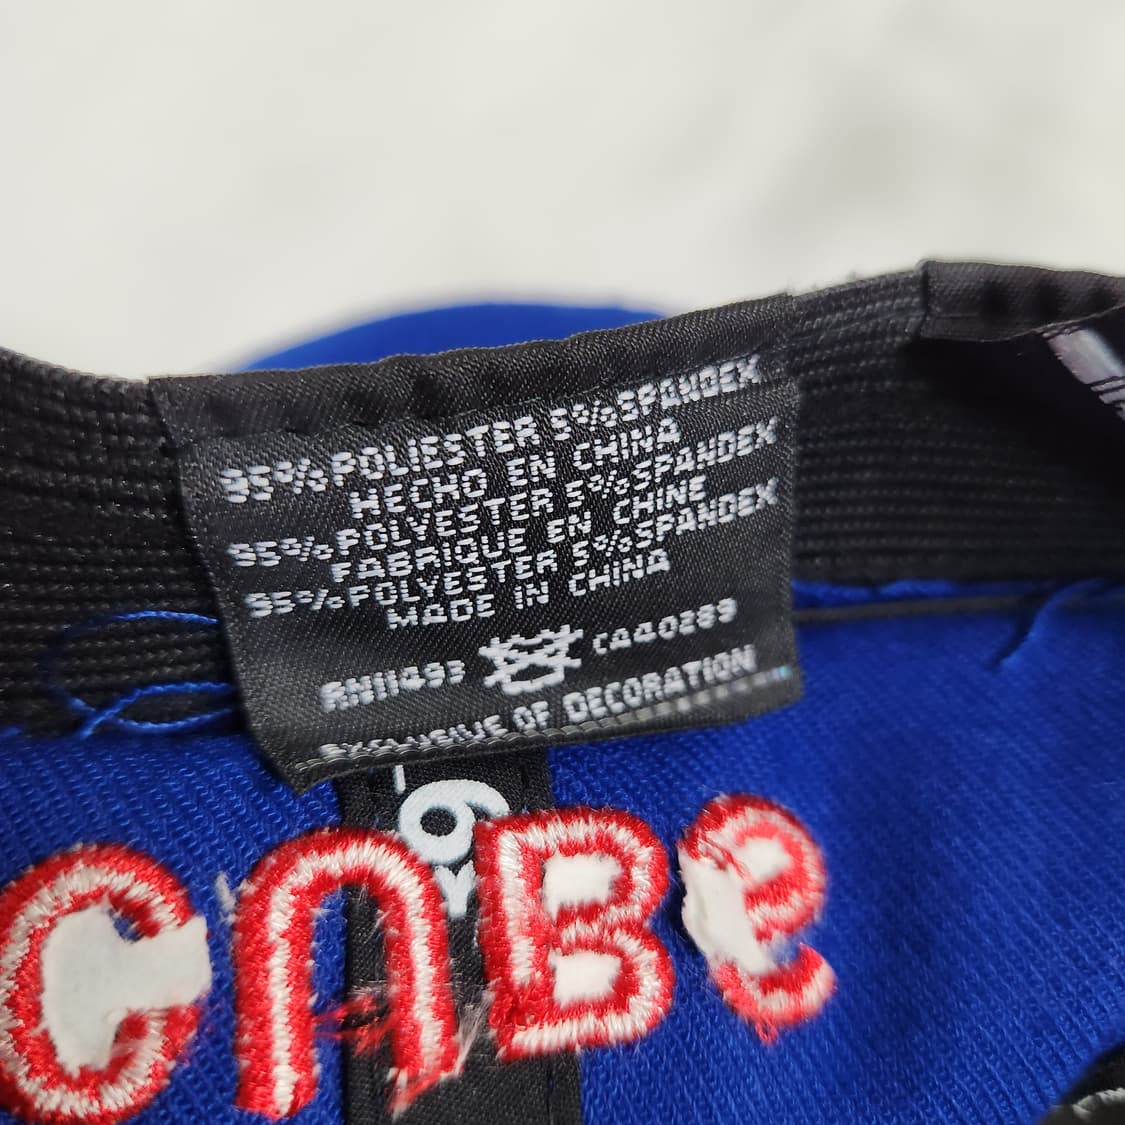 95%POLIESTER 5%SPANDEX
HECHO EN CHINA
95%POLYESTER 5%SPANDEX
FABRIQUE EN CHINE
95%POLYESTER 5%SPANDEX
MADE IN CHINA
RN11493 CA40289
EXCLUSIVE OF DECORATION
9